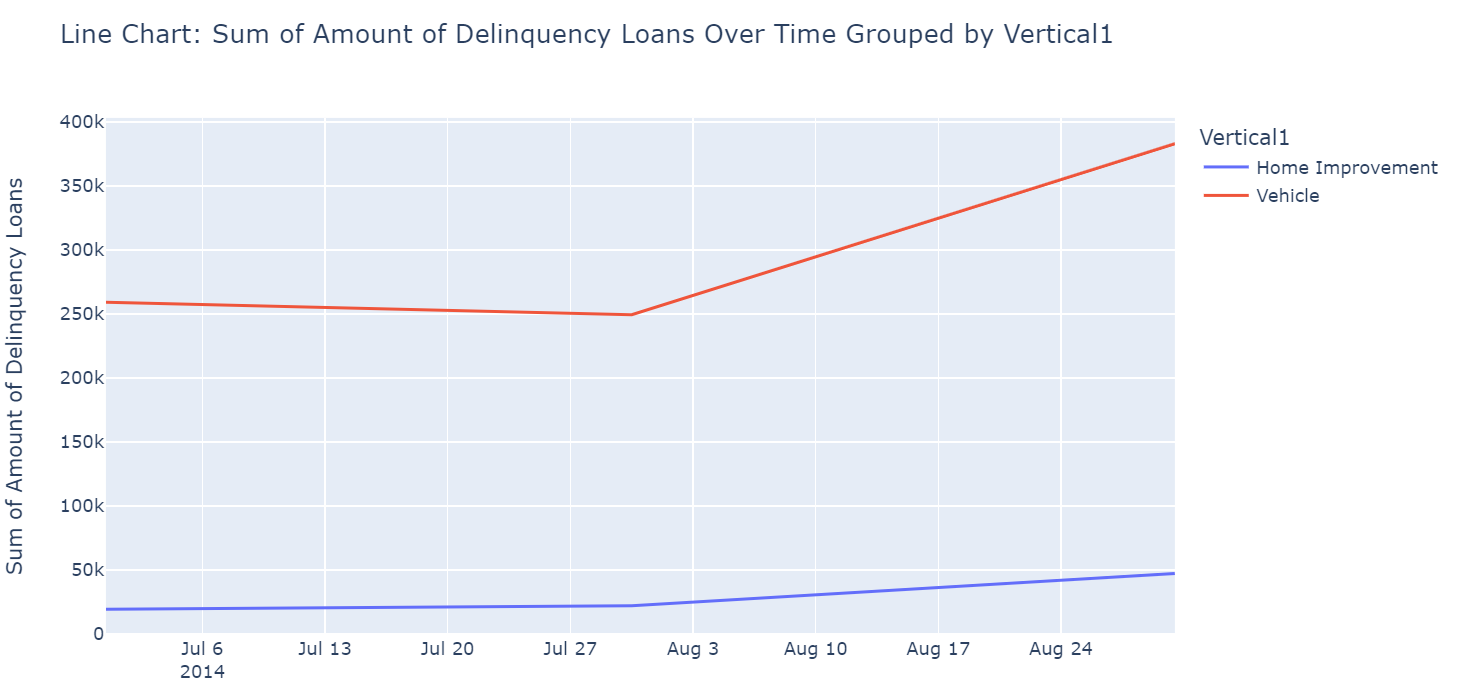 Line Chart: Sum of Amount of Delinquency Loans Over Time Grouped by Vertical1
Sum of Amount of Delinquency Loans
400k
350k
300k
250k
200k
150k
100k
50k
0
Jul 6 Jul 13 Jul 20 Jul 27 Aug 3 Aug 10 Aug 17 Aug 24
2014
Vertical1
Home Improvement
Vehicle